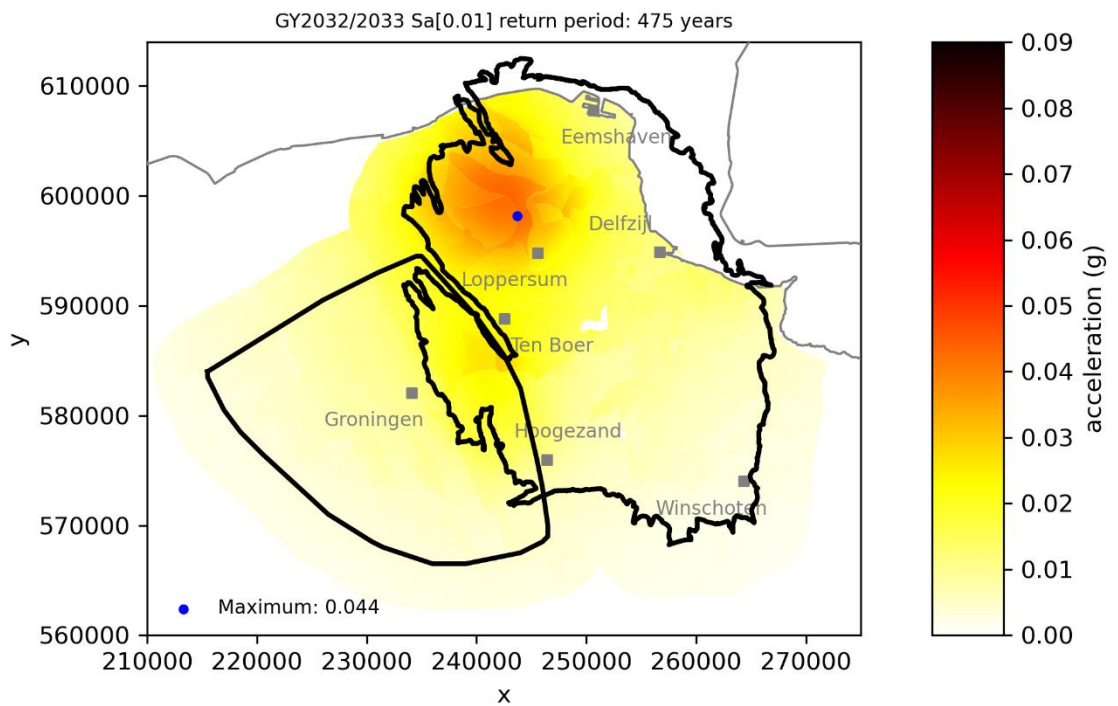 GY2032/2033 Sa[0.01] return period: 475 years
610000
600000
590000
580000
570000
560000
y
210000 220000 230000 240000 250000 260000 270000
x
Eemshaven
Delfzijl
Loppersum
Ten Boer
Groningen
Hoogezand
Winschoten
Maximum: 0.044
0.09
0.08
0.07
0.06
0.05
0.04
0.03
0.02
0.01
0.00
acceleration (g)